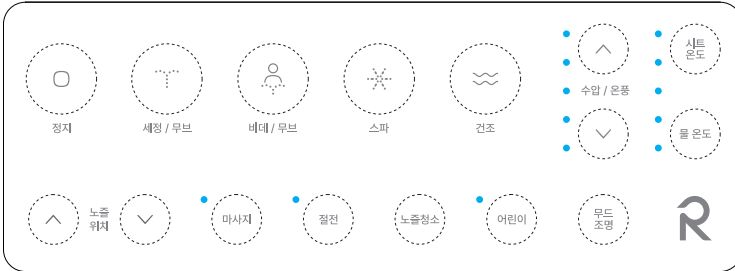 정지
세정 / 무브
비데 / 무브
스파
건조
수압 / 온풍
시트
온도
물 온도
노즐
위치
마사지
절전
노즐청소
어린이
무드
조명
R